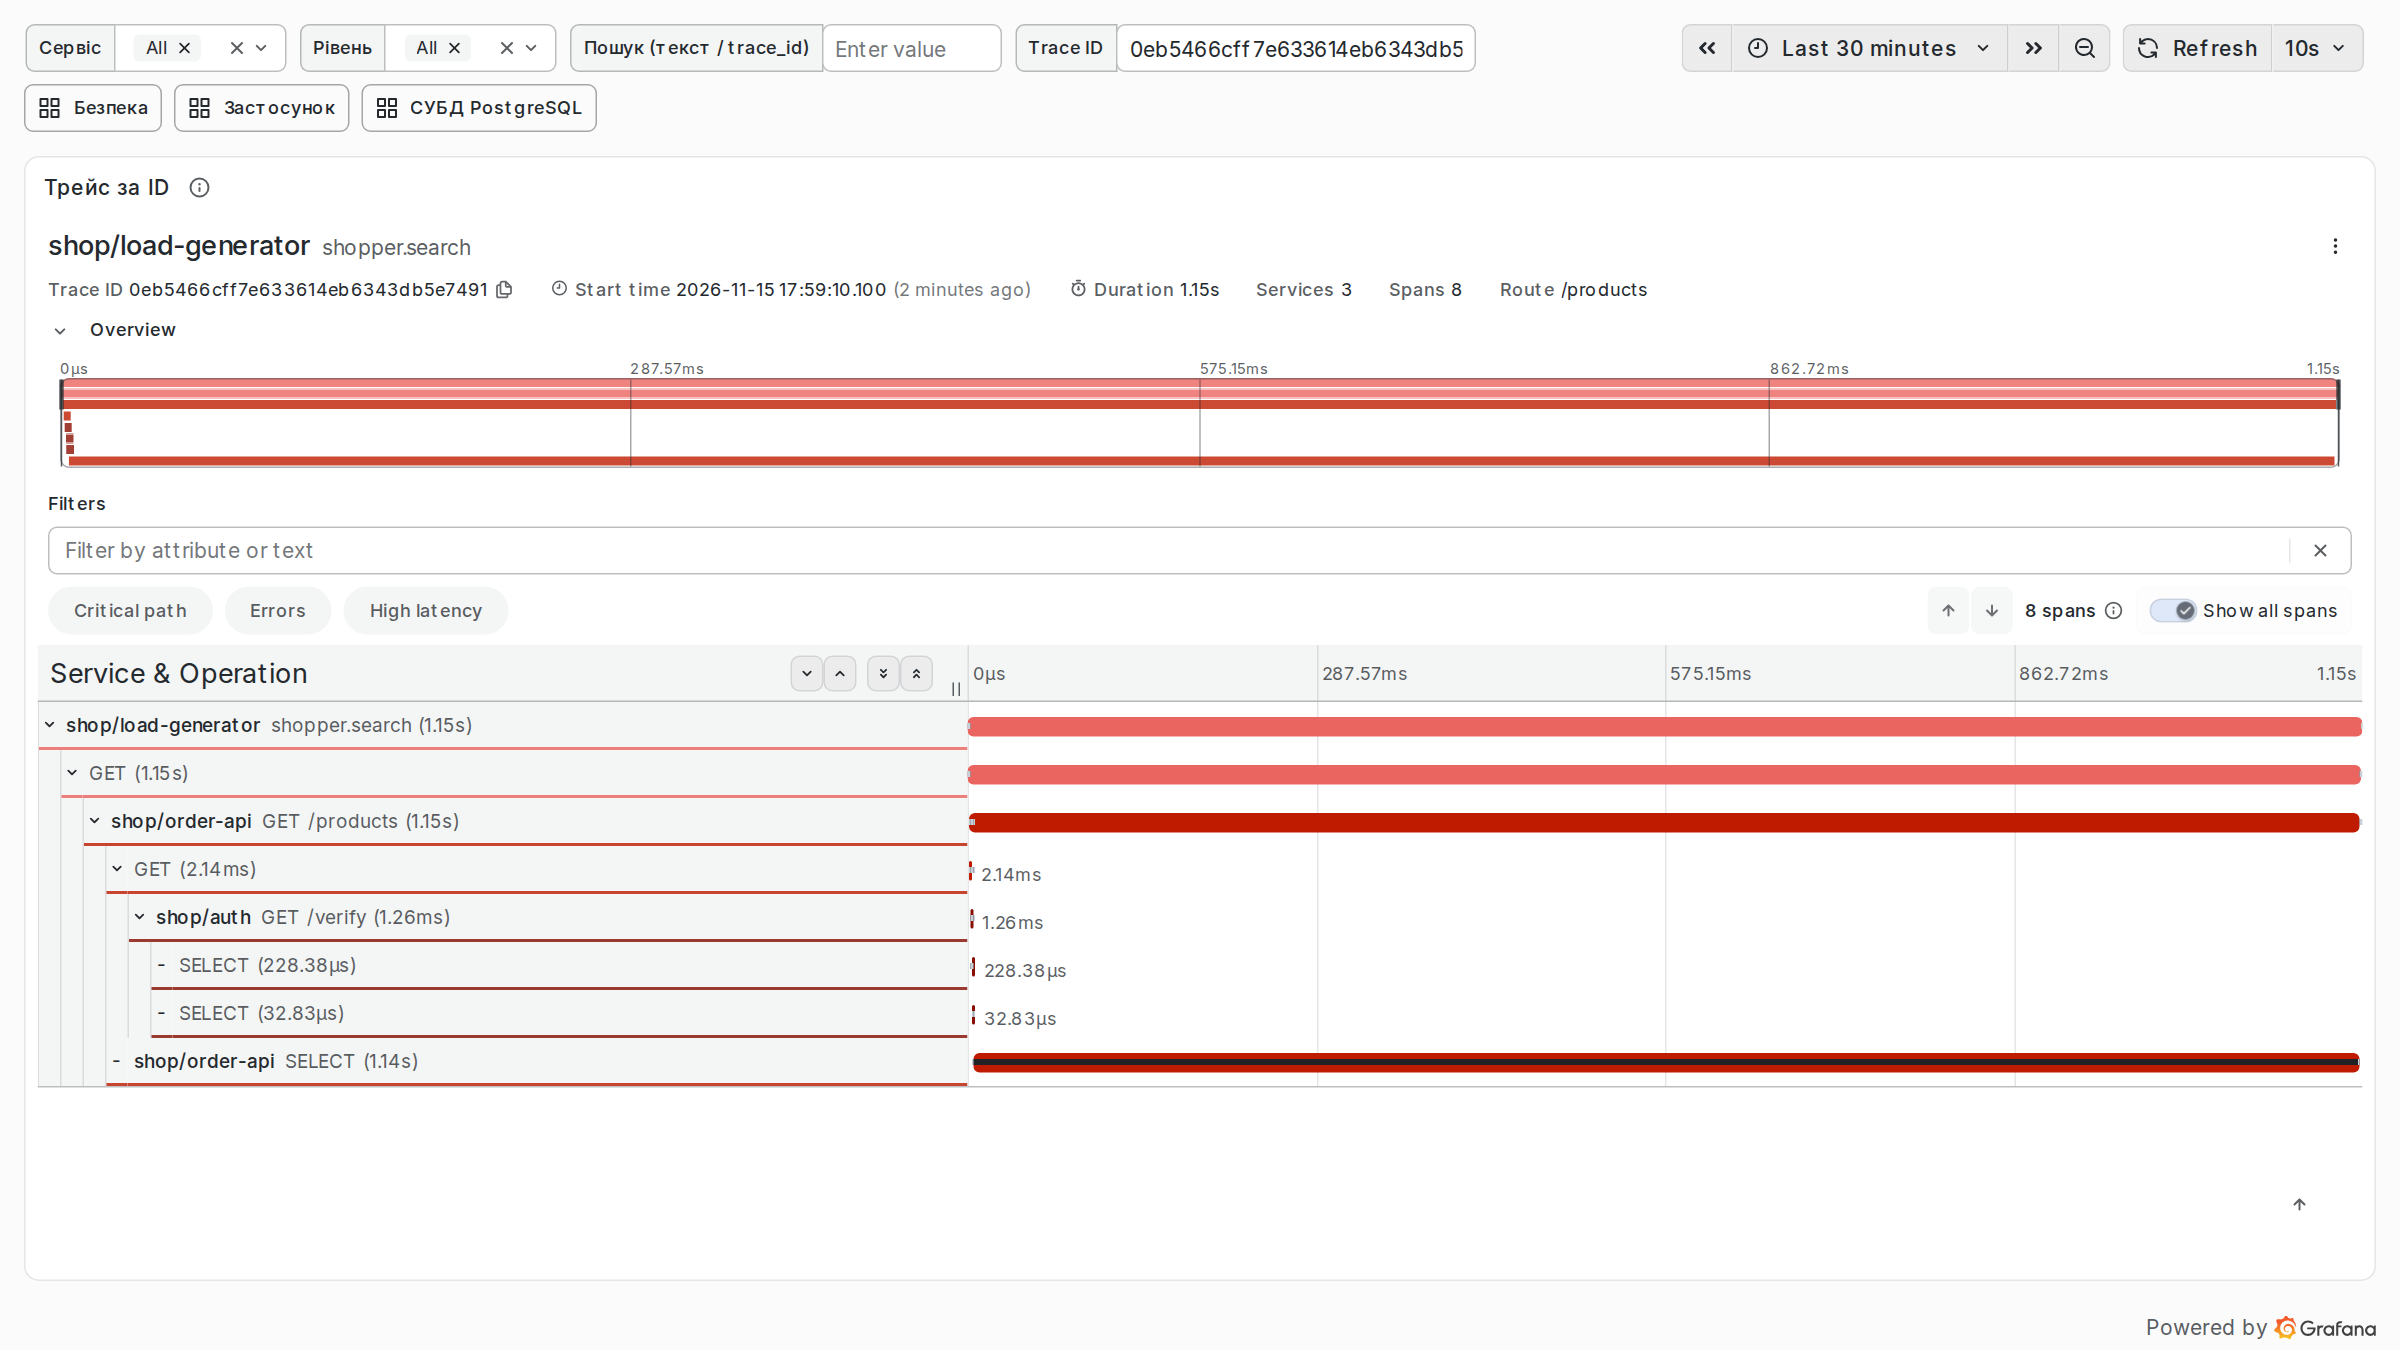 Сервіс All Рівень All Пошук (текст / trace_id) Enter value Trace ID 0eb5466cff7e633614eb6343db5 Last 30 minutes Refresh 10s
Безпека Застосунок СУБД PostgreSQL
Трейс за ID
shop/load-generator shopper.search
Trace ID 0eb5466cff7e633614eb6343db5e7491 Start time 2026-11-15 17:59:10.100 (2 minutes ago) Duration 1.15s Services 3 Spans 8 Route /products
Overview
0μs 287.57ms 575.15ms 862.72ms 1.15s
Filters
Filter by attribute or text
Critical path Errors High latency 8 spans Show all spans
Service & Operation 0μs 287.57ms 575.15ms 862.72ms 1.15s
shop/load-generator shopper.search (1.15s)
GET (1.15s)
shop/order-api GET /products (1.15s)
GET (2.14ms) 2.14ms
shop/auth GET /verify (1.26ms) 1.26ms
- SELECT (228.38μs) 228.38μs
- SELECT (32.83μs) 32.83μs
- shop/order-api SELECT (1.14s)
Powered by Grafana